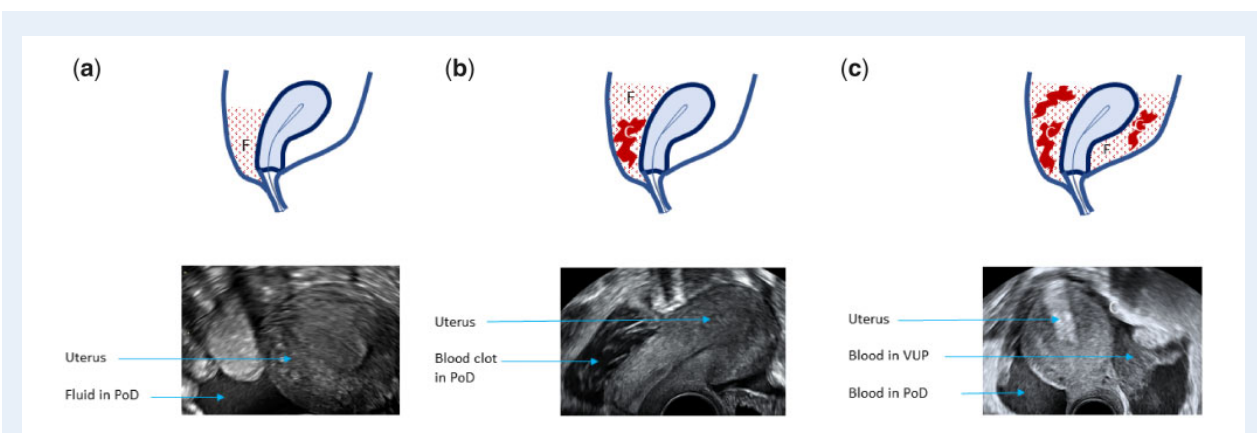 (a)
(b)
(c)
F
F
C
C
C
F
Uterus
Fluid in PoD
Uterus
Blood clot
in PoD
Uterus
Blood in VUP
Blood in PoD